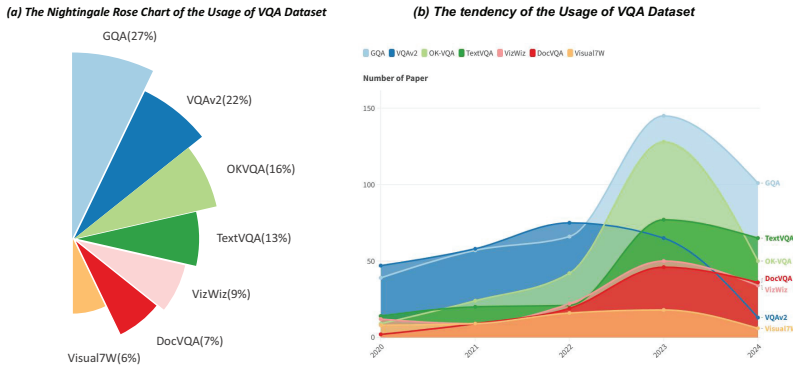 (a) The Nightingale Rose Chart of the Usage of VQA Dataset
GQA(27%)
VQAv2(22%)
OKVQA(16%)
TextVQA(13%)
VizWiz(9%)
DocVQA(7%)
Visual7W(6%)
(b) The tendency of the Usage of VQA Dataset
GQA VQAv2 OK-VQA TextVQA VizWiz DocVQA Visual7W
Number of Paper
150
100
50
0
2020 2021 2022 2023 2024
GQA
TextVQA
OK-VQA
DocVQA
VizWiz
VQAv2
Visual7